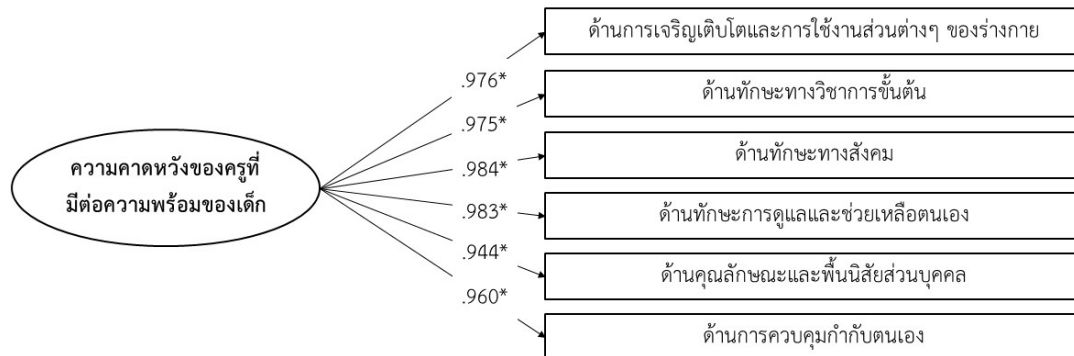 ด้านการเจริญเติบโตและการใช้งานส่วนต่างๆ ของร่างกาย
.976*
ด้านทักษะทางวิชาการขั้นต้น
.975*
ความคาดหวังของครูที่
มีต่อความพร้อมของเด็ก
ด้านทักษะทางสังคม
.984*
ด้านทักษะการดูแลและช่วยเหลือตนเอง
.983*
ด้านคุณลักษณะและพื้นนิสัยส่วนบุคคล
.944*
ด้านการควบคุมกำกับตนเอง
.960*